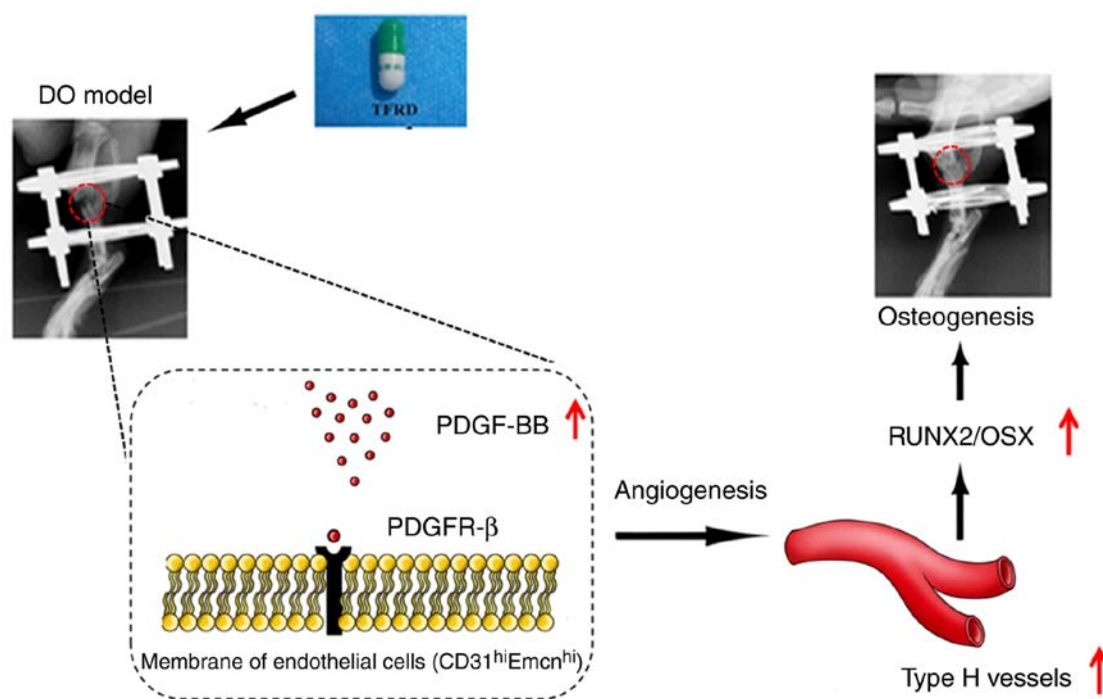 DO model
TFRD
PDGF-BB
PDGFR-β
Membrane of endothelial cells (CD31hiEmcnhi)
Angiogenesis
Type H vessels
RUNX2/OSX
Osteogenesis